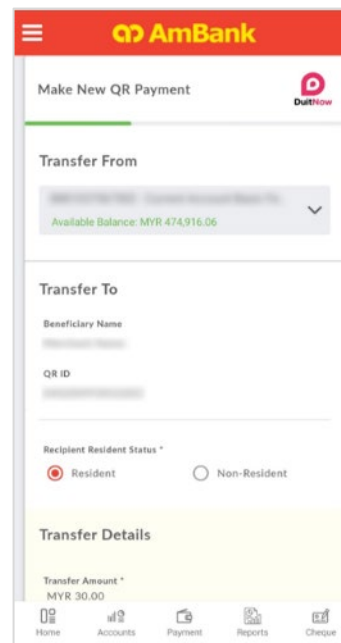 AmBank
Make New QR Payment
DuitNow
Transfer From
Available Balance: MYR 474,916.06
Transfer To
Beneficiary Name
QR ID
Recipient Resident Status *
Resident
Non-Resident
Transfer Details
Transfer Amount *
MYR 30.00
Home
Accounts
Payment
Reports
Cheque